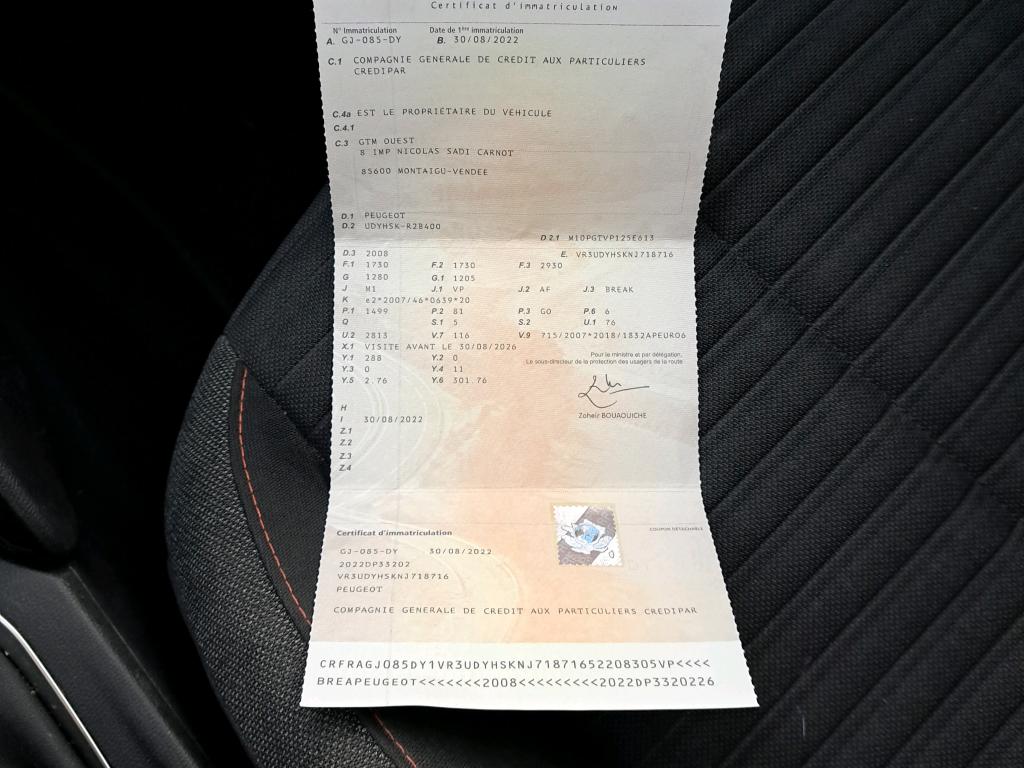 Certificat d'immatriculation
N° Immatriculation Date de 1ère immatriculation
A. GJ-085-DY B. 30/08/2022
C.1 COMPAGNIE GENERALE DE CREDIT AUX PARTICULIERS
CREDIPAR
C.4a EST LE PROPRIÉTAIRE DU VÉHICULE
C.4.1
C.3 GTM OUEST
8 IMP NICOLAS SADI CARNOT
85600 MONTAIGU-VENDEE
D.1 PEUGEOT
D.2 UDYHSK-R2B400
D.2.1 M10PGTVP125E613
D.3 2008 E. VR3UDYHSKNJ718716
F.1 1730 F.2 1730 F.3 2930
G 1280 G.1 1205
J M1 J.1 VP J.2 AF J.3 BREAK
K e2*2007/46*0639*20
P.1 1499 P.2 81 P.3 GO P.6 6
Q S.1 5 S.2 U.1 76
U.2 2813 V.7 116 V.9 715/2007*2018/1832APEURO6
X.1 VISITE AVANT LE 30/08/2026
Y.1 288 Y.2 0
Y.3 0 Y.4 11
Y.5 2.76 Y.6 301.76
Pour le ministre et par délégation,
Le sous-directeur de la protection des usagers de la route
Zoheir BOUAOUICHE
H
I 30/08/2022
Z.1
Z.2
Z.3
Z.4
COUPON DÉTACHABLE
Certificat d'immatriculation
GJ-085-DY 30/08/2022
2022DP33202
VR3UDYHSKNJ718716
PEUGEOT
COMPAGNIE GENERALE DE CREDIT AUX PARTICULIERS CREDIPAR
CRFRAGJ085DY1VR3UDYHSKNJ71871652208305VP<<<<
BREAPEUGEOT<<<<<<<2008<<<<<<<<<2022DP3320226